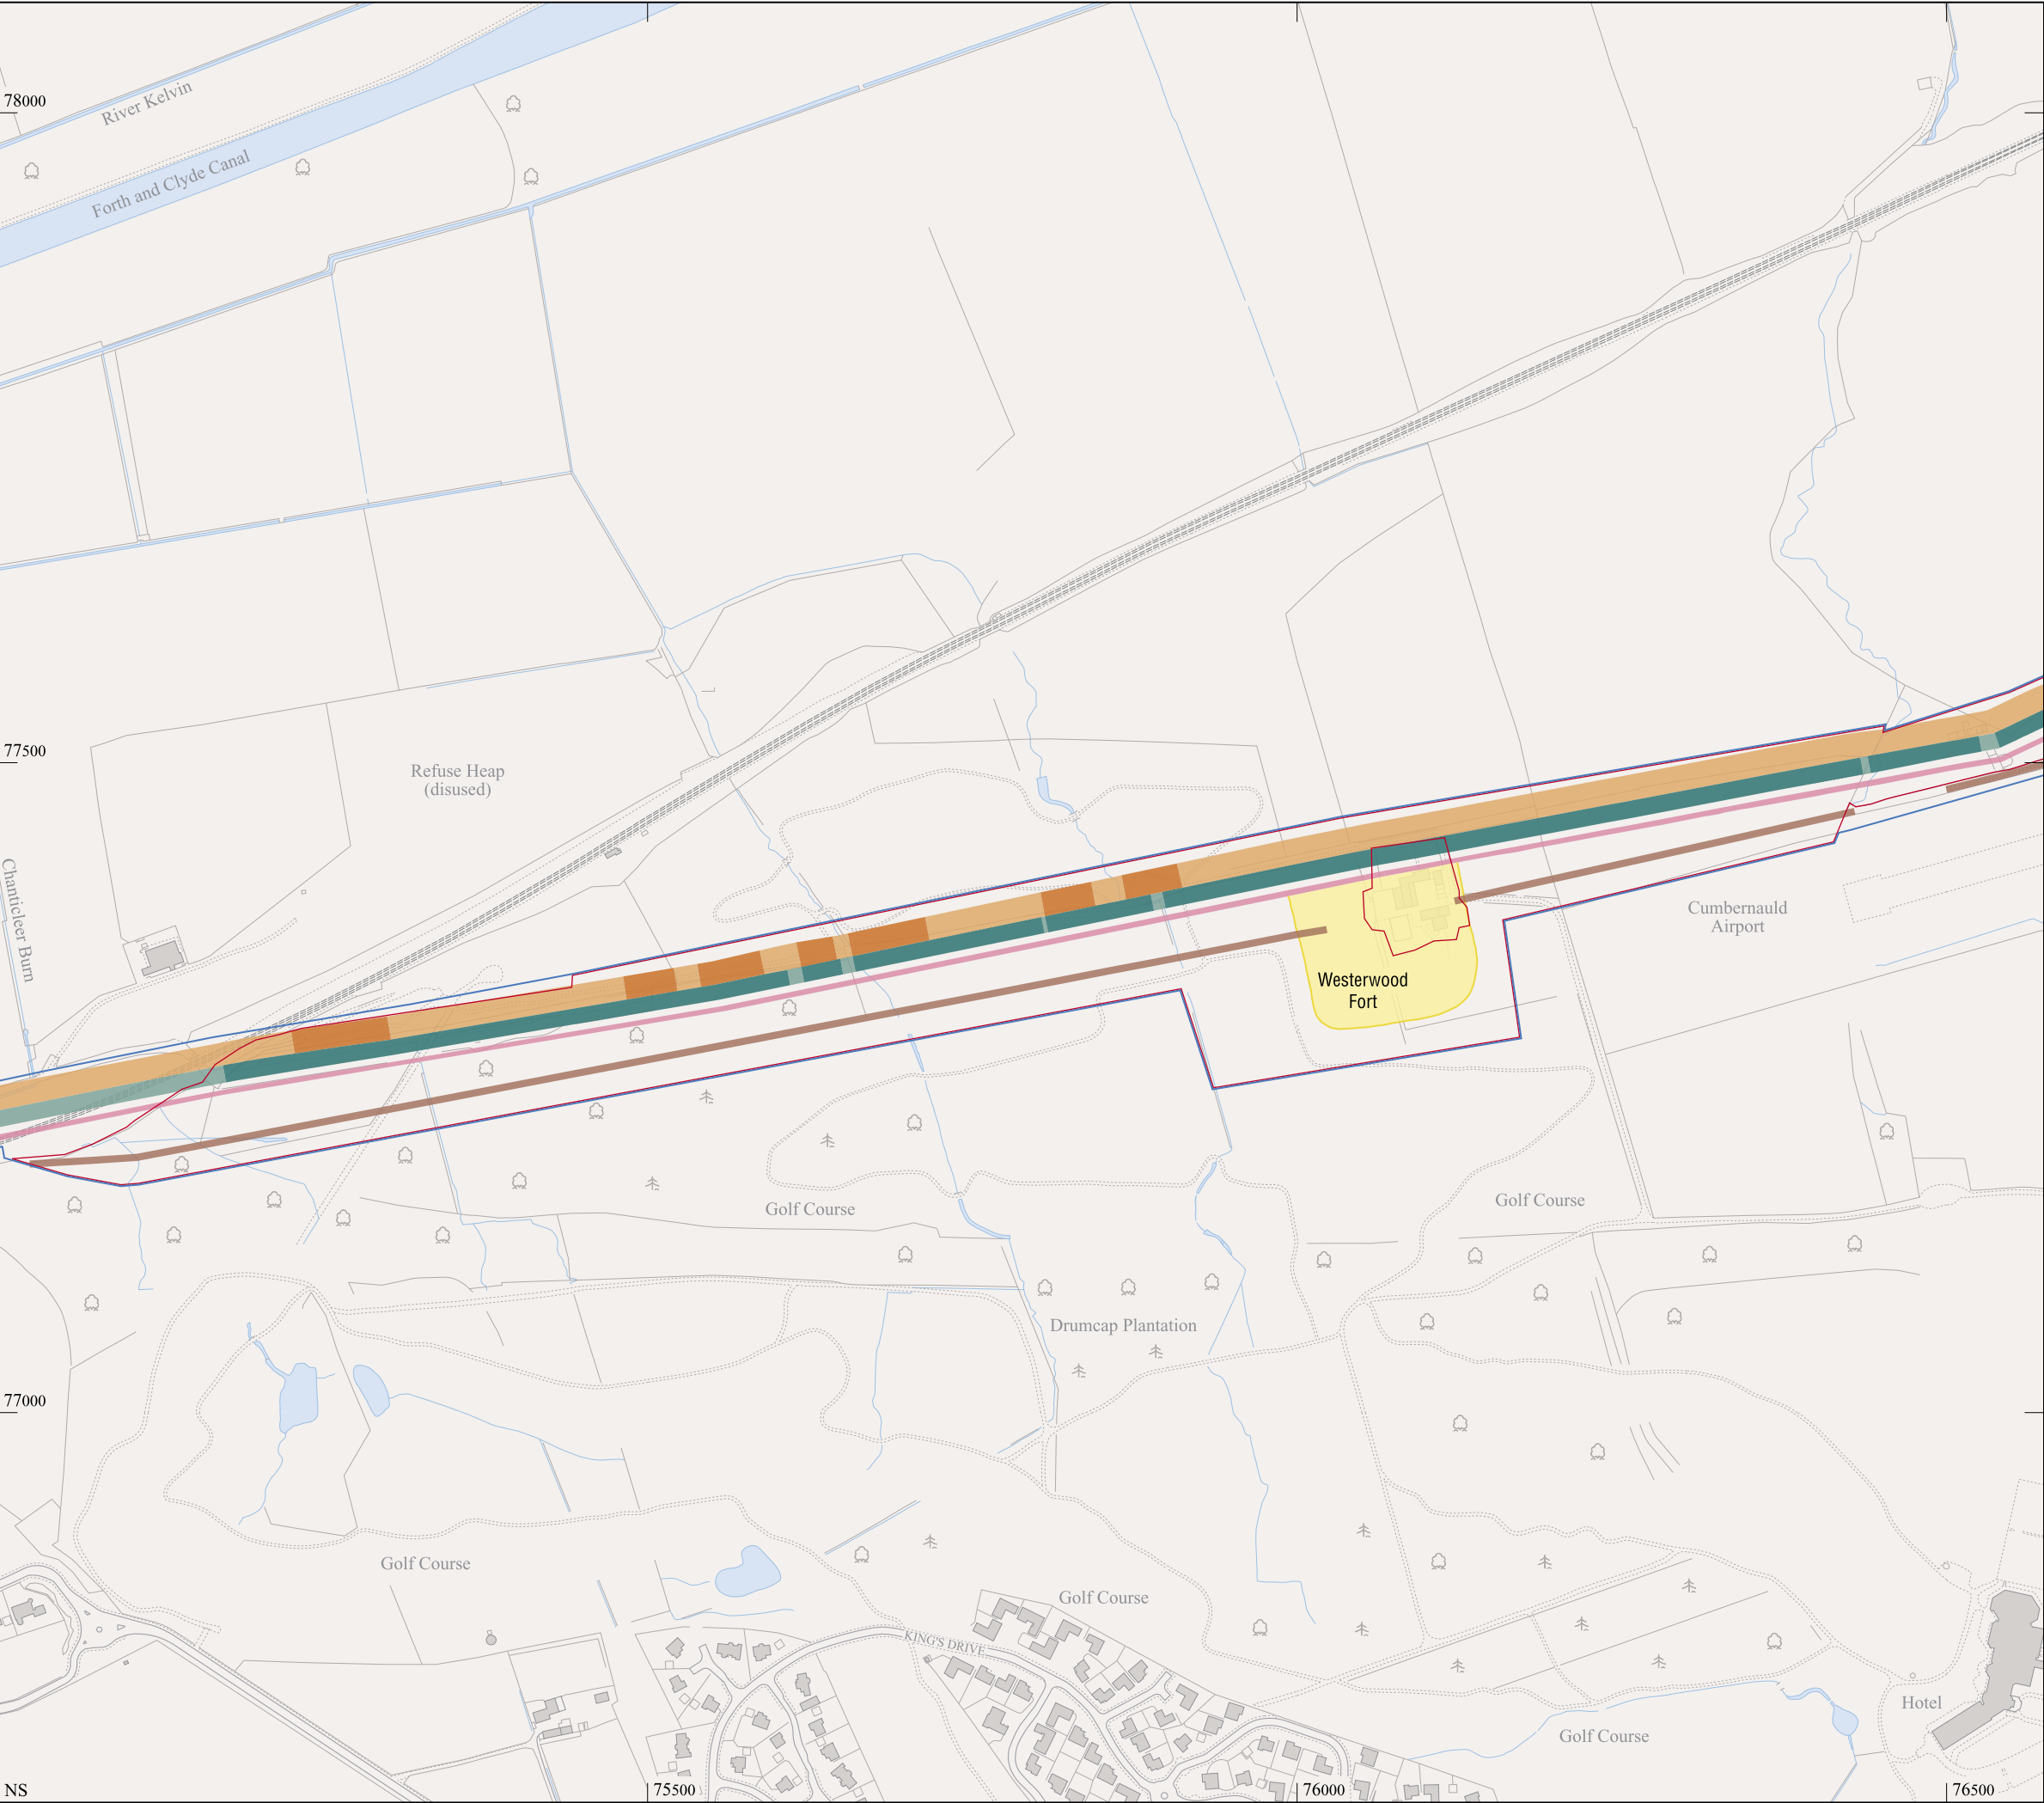 78000
River Kelvin
Forth and Clyde Canal
77500
Refuse Heap
(disused)
Chanticleer Burn
Cumbernauld
Airport
Westerwood
Fort
Golf Course
Golf Course
Drumcap Plantation
77000
Golf Course
Golf Course
KING'S DRIVE
Hotel
Golf Course
NS
75500
76000
76500